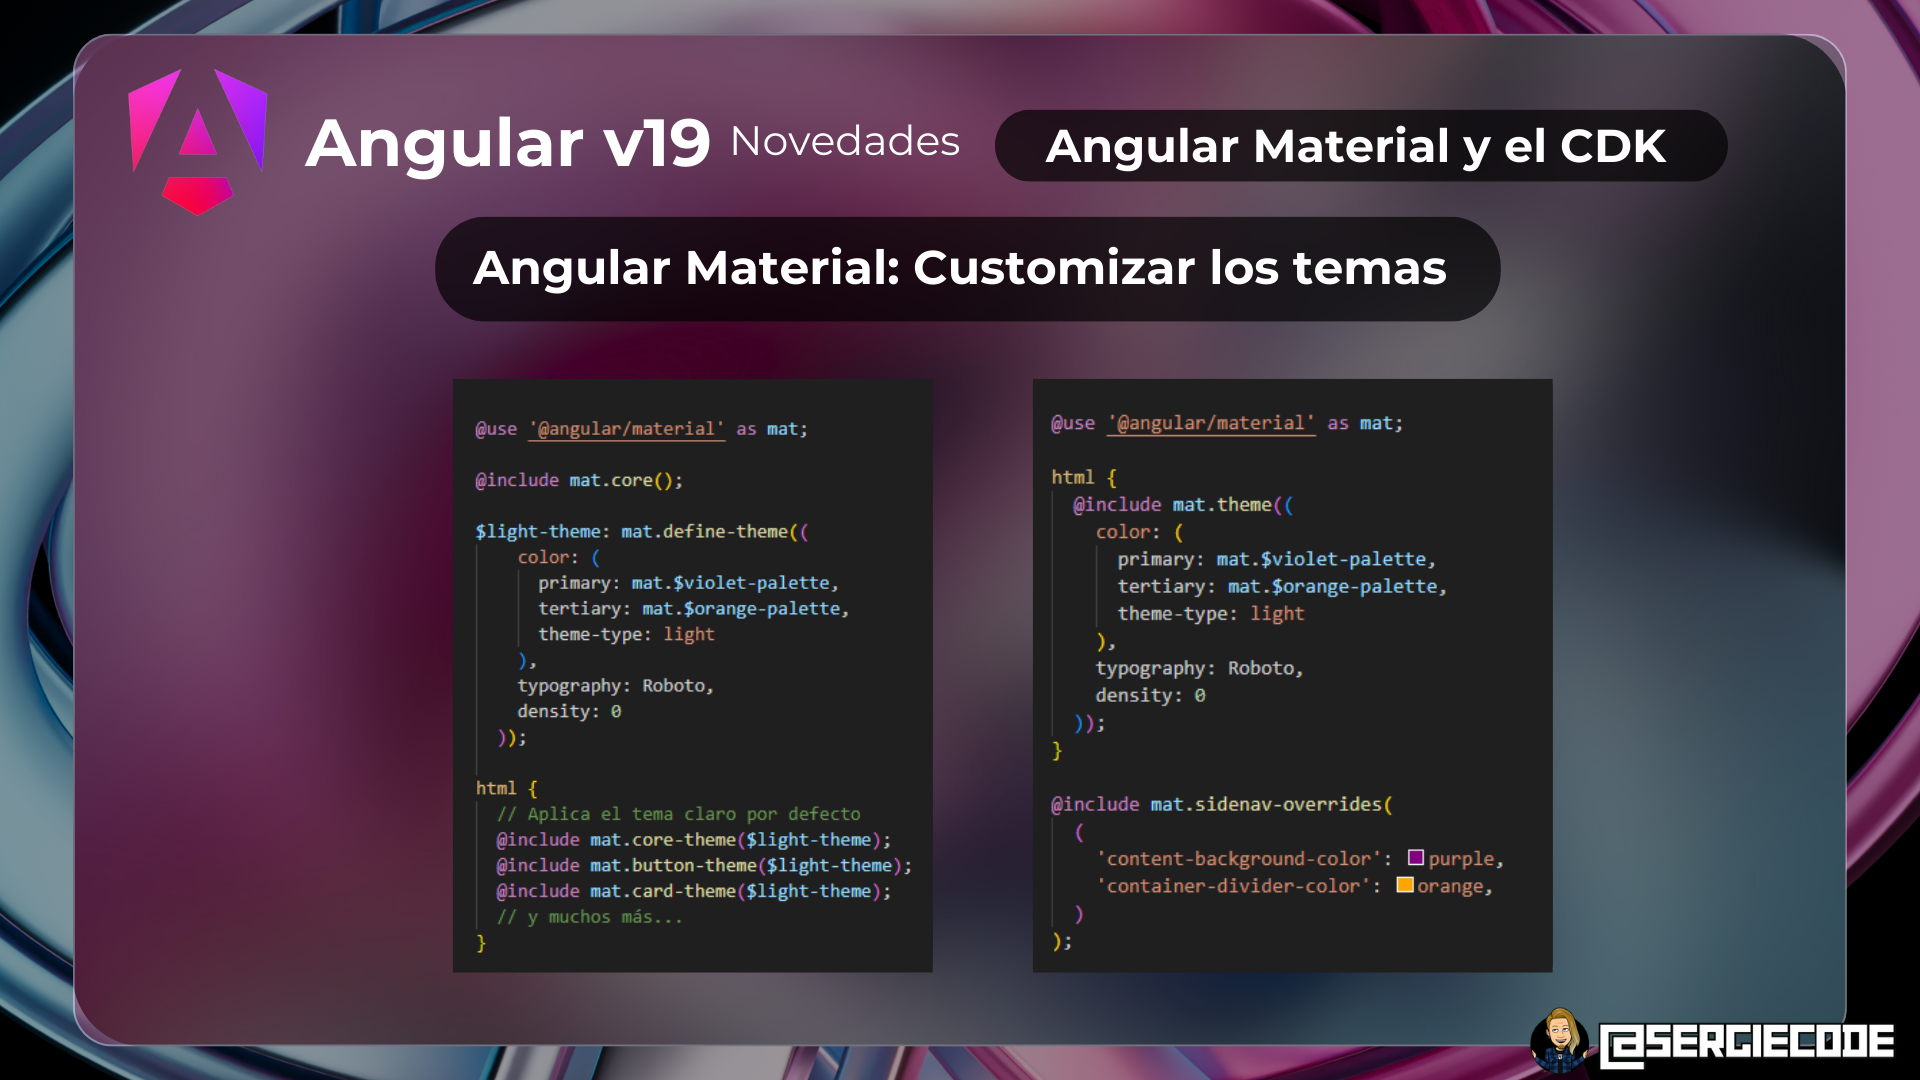 Angular v19 Novedades
Angular Material y el CDK
Angular Material: Customizar los temas
@use '@angular/material' as mat;
@include mat.core();
$light-theme: mat.define-theme((
color: (
primary: mat.$violet-palette,
tertiary: mat.$orange-palette,
theme-type: light
),
typography: Roboto,
density: 0
));
html {
// Aplica el tema claro por defecto
@include mat.core-theme($light-theme);
@include mat.button-theme($light-theme);
@include mat.card-theme($light-theme);
// y muchos más...
}
@use '@angular/material' as mat;
html {
@include mat.theme((
color: (
primary: mat.$violet-palette,
tertiary: mat.$orange-palette,
theme-type: light
),
typography: Roboto,
density: 0
));
}
@include mat.sidenav-overrides(
(
'content-background-color': purple,
'container-divider-color': orange,
)
);
@SERGIECODE